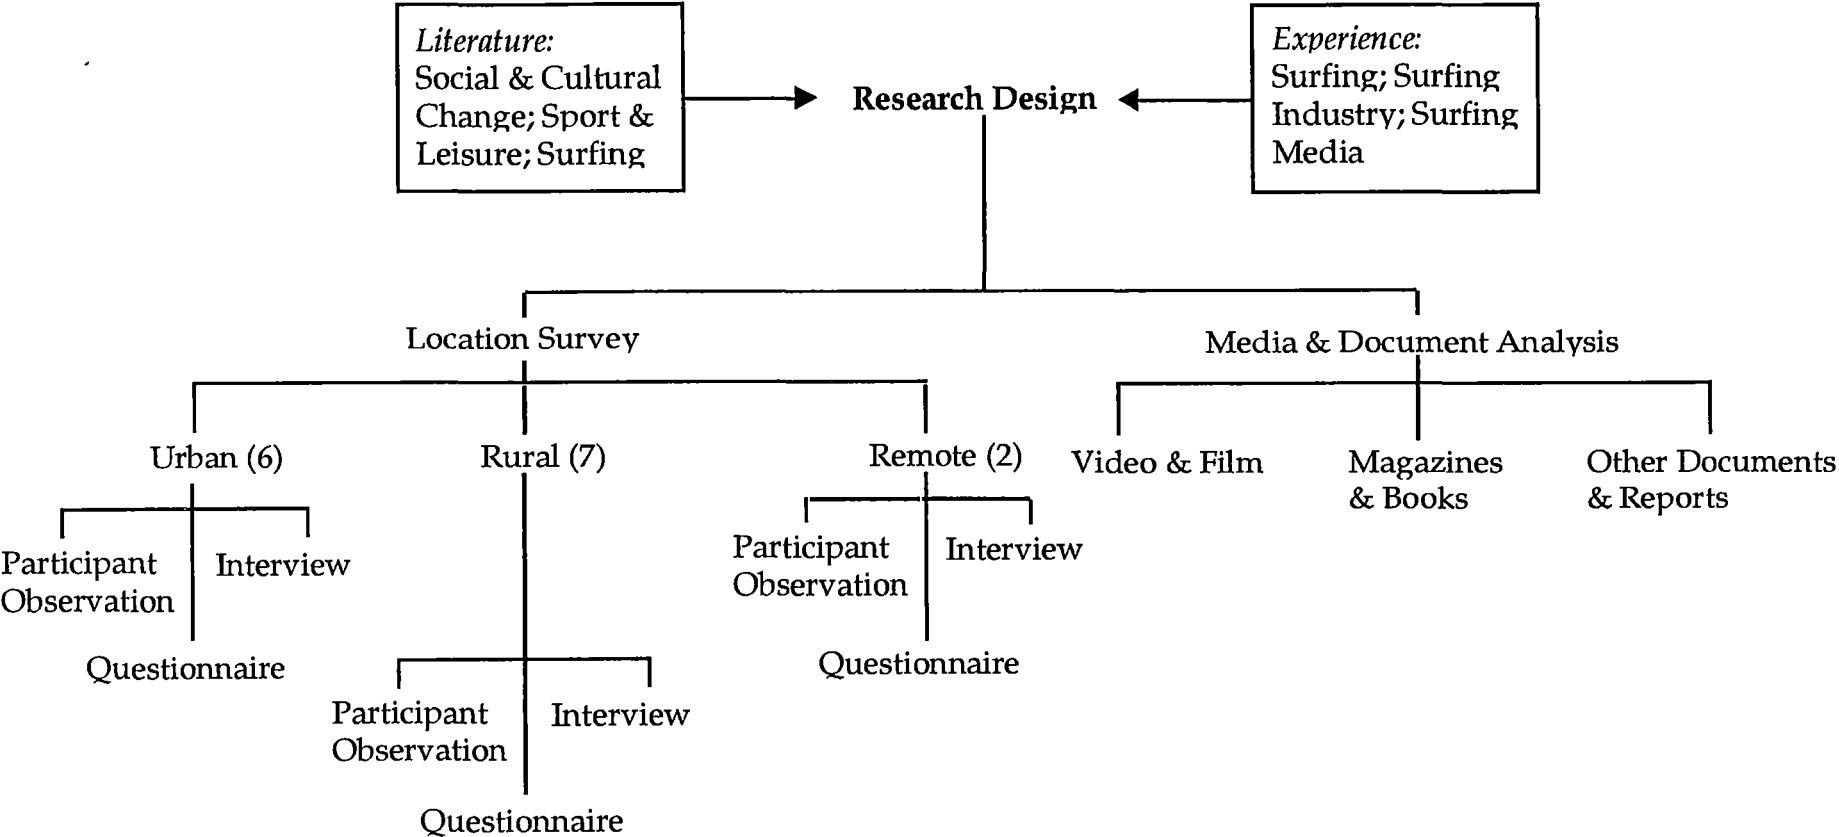 Literature:
Social & Cultural
Change; Sport &
Leisure; Surfing
Research Design
Experience:
Surfing; Surfing
Industry; Surfing
Media
Location Survey
Media & Document Analysis
Urban (6)
Rural (7)
Remote (2)
Video & Film
Magazines
& Books
Other Documents
& Reports
Participant
Observation
Interview
Questionnaire
Participant
Observation
Interview
Questionnaire
Participant
Observation
Interview
Questionnaire